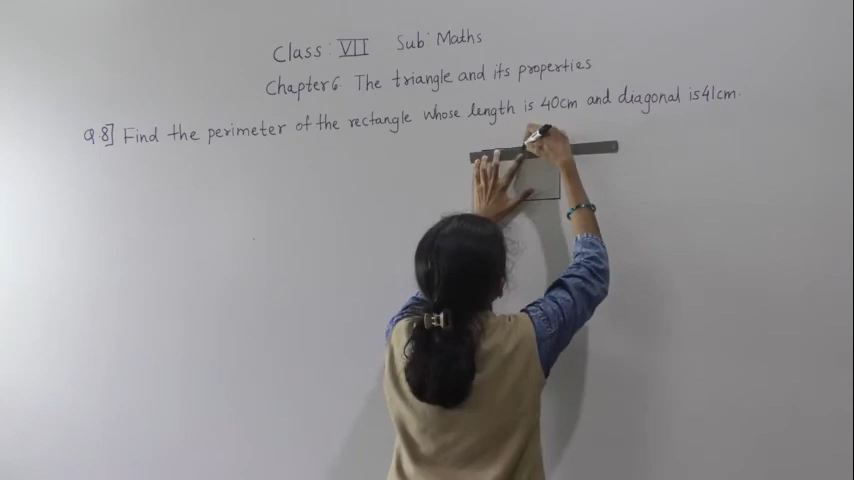 Class: VII Sub: Maths
Chapter 6. The triangle and its properties
Q 8] Find the perimeter of the rectangle whose length is 40cm and diagonal is 41cm.